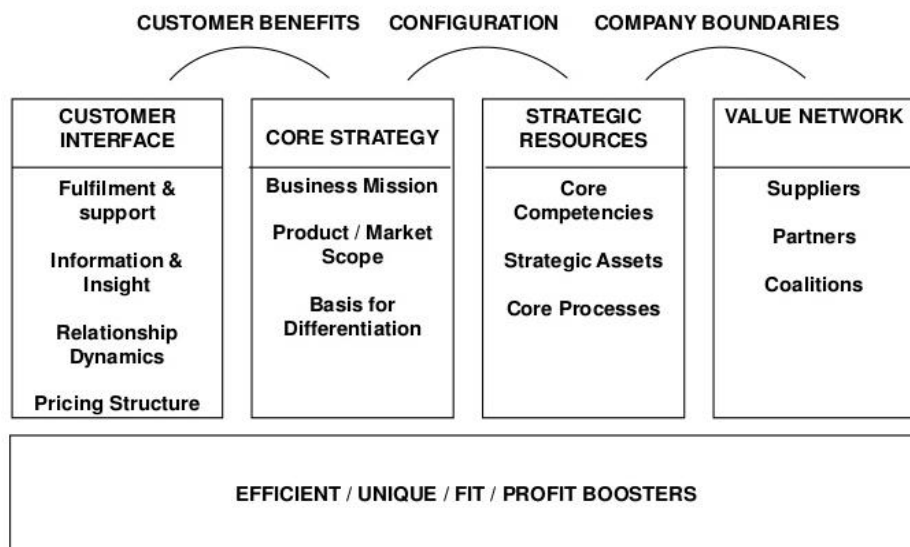 CUSTOMER BENEFITS
CONFIGURATION
COMPANY BOUNDARIES
CUSTOMER
INTERFACE
Fulfilment &
support
Information &
Insight
Relationship
Dynamics
Pricing Structure
CORE STRATEGY
Business Mission
Product / Market
Scope
Basis for
Differentiation
STRATEGIC
RESOURCES
Core
Competencies
Strategic Assets
Core Processes
VALUE NETWORK
Suppliers
Partners
Coalitions
EFFICIENT / UNIQUE / FIT / PROFIT BOOSTERS